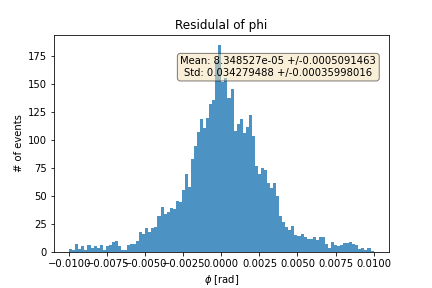 Residulal of phi
Mean: 8.348527e-05 +/-0.0005091463
Std: 0.034279488 +/-0.00035998016
# of events
175
150
125
100
75
50
25
0
−0.0100 −0.0075 −0.0050 −0.0025 0.0000 0.0025 0.0050 0.0075 0.0100
ϕ [rad]